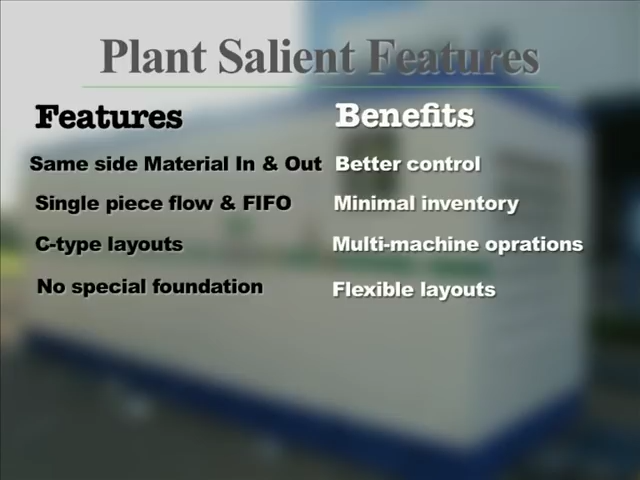 Plant Salient Features
Features Benefits
Same side Material In & Out Better control
Single piece flow & FIFO Minimal inventory
C-type layouts Multi-machine oprations
No special foundation Flexible layouts